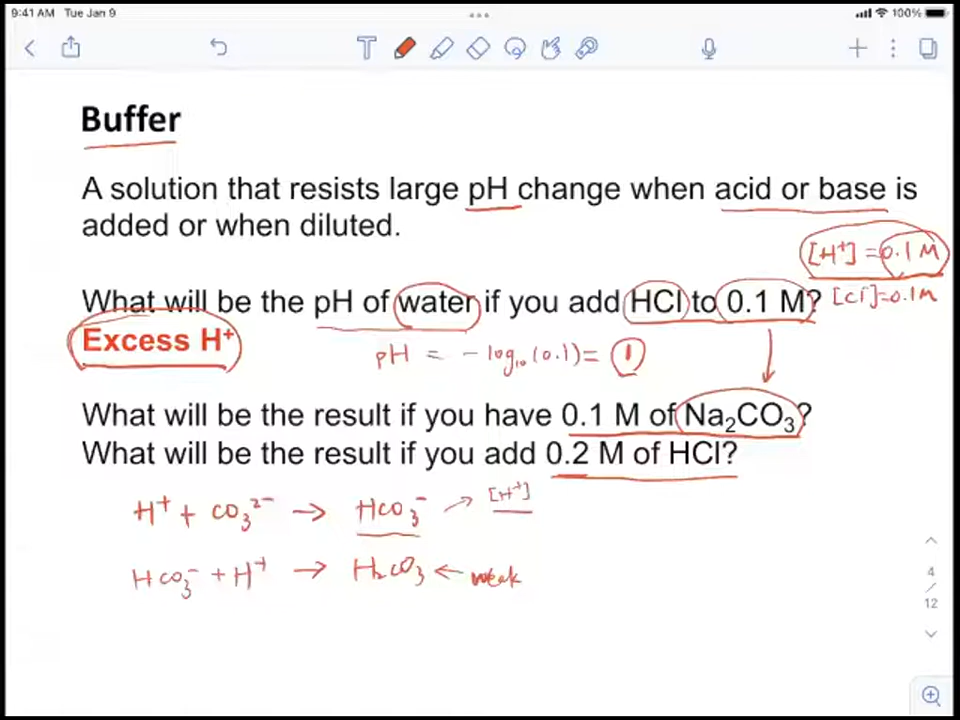 9:41 AM Tue Jan 9
100%
Buffer
A solution that resists large pH change when acid or base is
added or when diluted.
[H⁺] = 0.1 M
What will be the pH of water if you add HCl to 0.1 M?
[Cl⁻]=0.1M
Excess H⁺
pH = - log₁₀ (0.1) = 1
What will be the result if you have 0.1 M of Na₂CO₃?
What will be the result if you add 0.2 M of HCl?
H⁺ + CO₃²⁻ → HCO₃⁻ → [H⁺]
HCO₃⁻ + H⁺ → H₂CO₃ ← weak
4
/
12